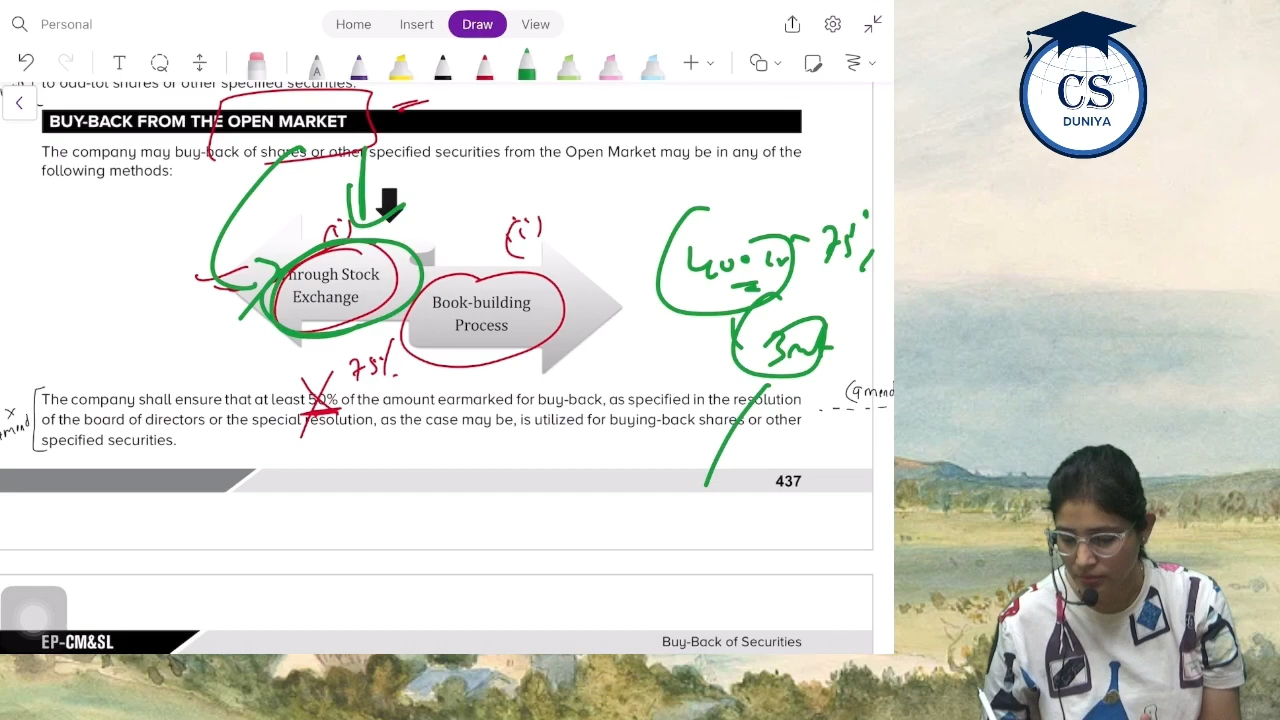 Personal
Home Insert Draw View
T
A
to odd-lot shares or other specified securities.
BUY-BACK FROM THE OPEN MARKET
The company may buy-back of shares or other specified securities from the Open Market may be in any of the
following methods:
(i) (i)
Through Stock
Exchange
Book-building
Process
75%
75%
The company shall ensure that at least 50% of the amount earmarked for buy-back, as specified in the resolution
of the board of directors or the special resolution, as the case may be, is utilized for buying-back shares or other
specified securities.
437
EP-CM&SL
Buy-Back of Securities
CS
DUNIYA